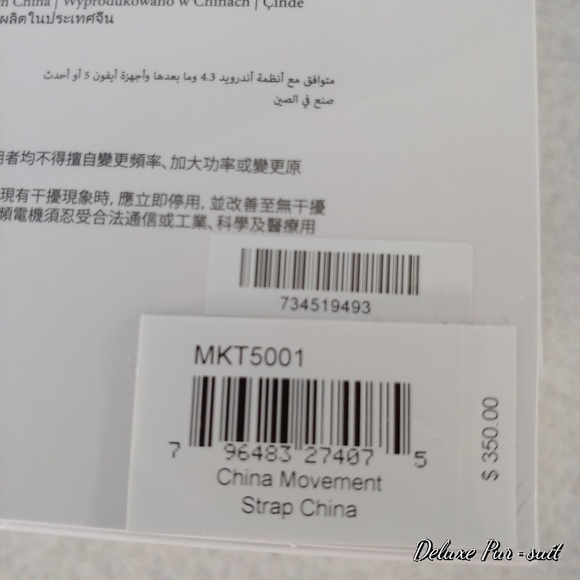 China | Wyprodukowano w Chinach | Çinde
ผลิตในประเทศจีน
متوافق مع أنظمة أندرويد 4.3 وما بعدها وأجهزة أيفون 5 أو أحدث
صنع في الصين
用者均不得擅自變更頻率、加大功率或變更原
現有干擾現象時，應立即停用，並改善至無干擾
頻電機須忍受合法通信或工業、科學及醫療用
734519493
MKT5001
7 96483 27407 5
China Movement
Strap China
$ 350.00
Deluxe Pur-suit